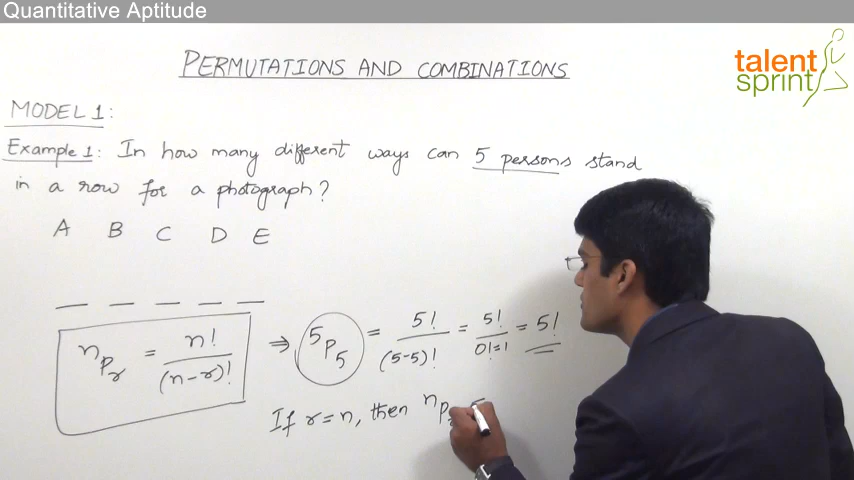 Quantitative Aptitude
PERMUTATIONS AND COMBINATIONS
talent
sprint
MODEL 1:
Example 1: In how many different ways can 5 persons stand
in a row for a photograph?
A B C D E
nPr = n!/(n-r)! ⇒ 5P5 = 5!/(5-5)! = 5!/0!=1 = 5!
If r=n, then nP